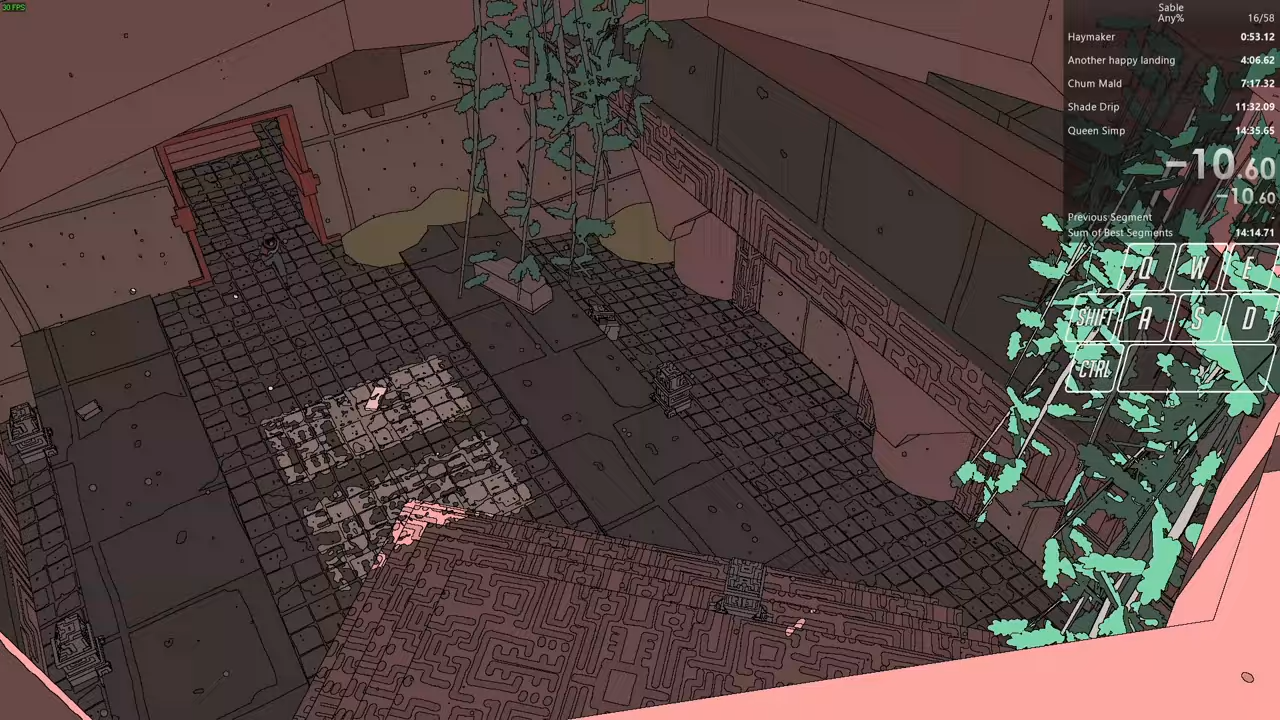 30 FPS
Sable
Any% 16/58
Haymaker 0:53.12
Another happy landing 4:06.62
Chum Mald 7:17.32
Shade Drip 11:32.09
Queen Simp 14:35.65
-10.60
-10.60
Previous Segment -
Sum of Best Segments 14:14.71
Q W E
SHIFT A S D
CTRL